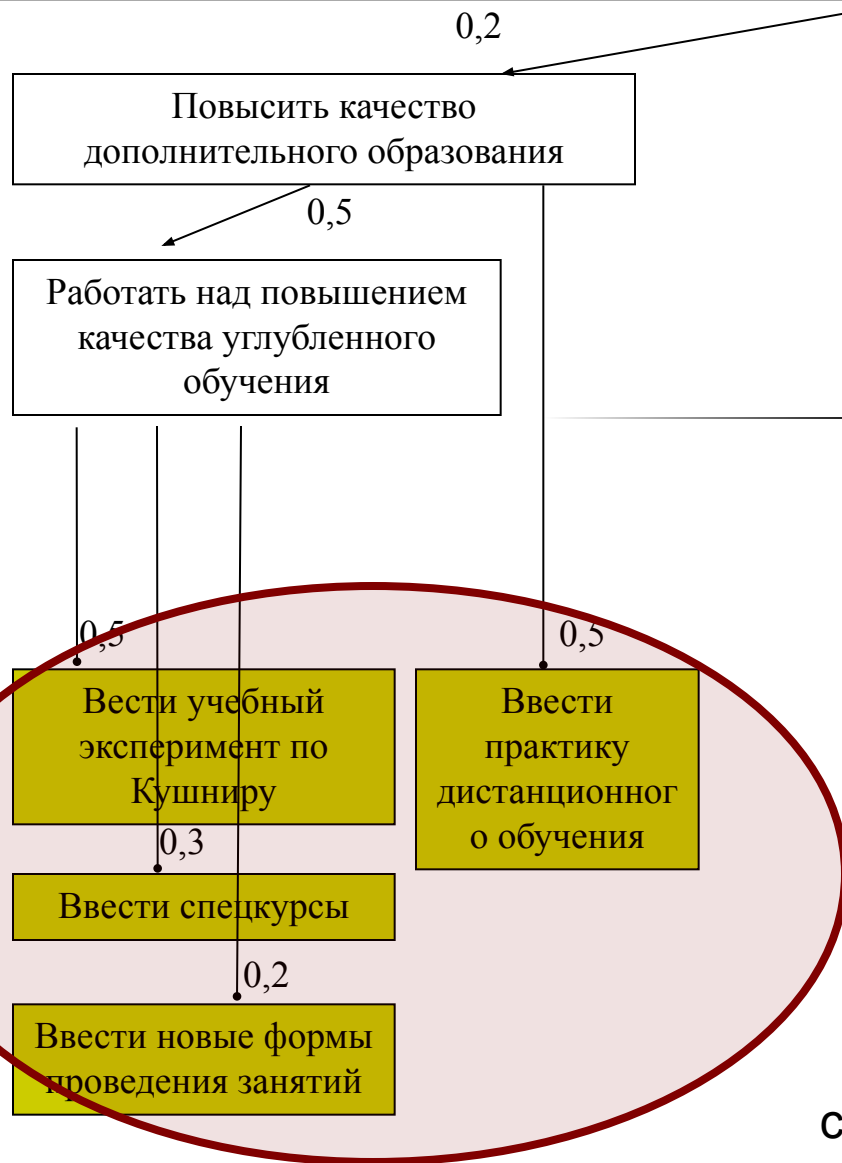 0,2
Повысить качество
дополнительного образования
0,5
Работать над повышением
качества углубленного
обучения
0,5
0,5
Вести учебный
эксперимент по
Кушниру
Ввести
практику
дистанционног
о обучения
0,3
Ввести спецкурсы
0,2
Ввести новые формы
проведения занятий
с